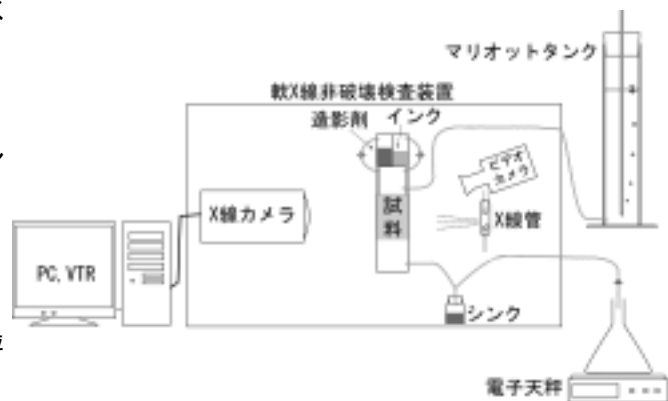 マリオットタンク
軟X線非破壊検査装置
造影剤
インク
ビデオ
カメラ
X線カメラ
試
料
X線管
PC, VTR
シンク
電子天秤